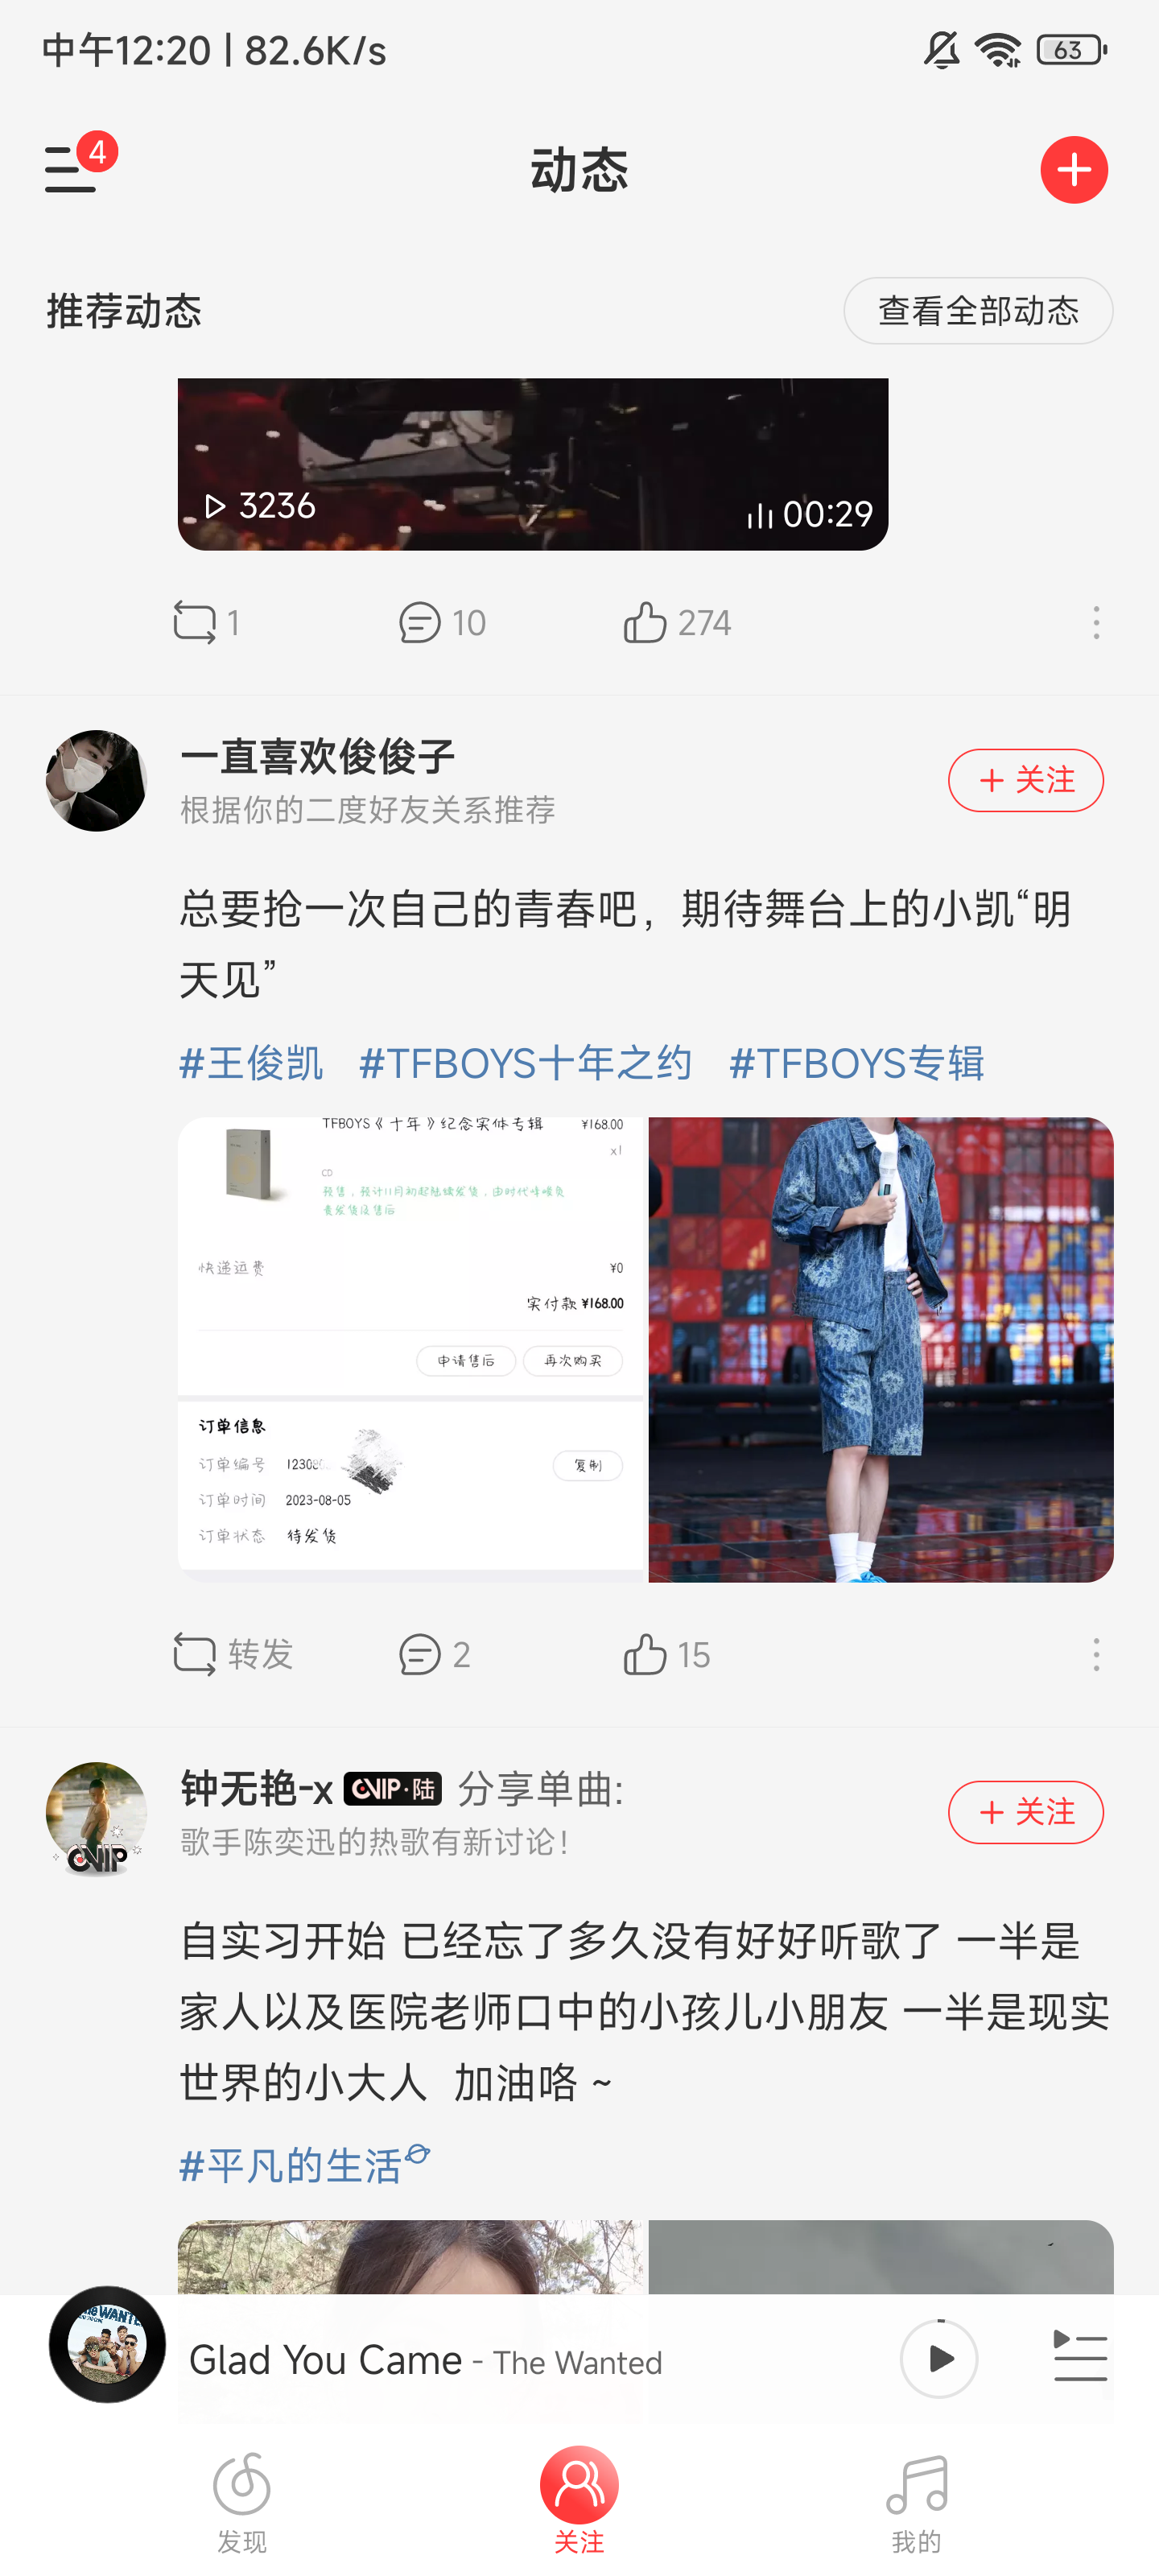 中午12:20 | 82.6K/s
63
4
动态
推荐动态
查看全部动态
3236
00:29
1
10
274
一直喜欢俊俊子
根据你的二度好友关系推荐
+ 关注
总要抢一次自己的青春吧，期待舞台上的小凯“明
天见”
#王俊凯 #TFBOYS十年之约 #TFBOYS专辑
TFBOYS《十年》纪念实体专辑 ¥168.00
x1
CD
预售，预计11月初起陆续发货，由时代峰峻负
责发货及售后
快递运费 ¥0
实付款 ¥168.00
申请售后 再次购买
订单信息
订单编号 12308
复制
订单时间 2023-08-05
订单状态 待发货
转发
2
15
钟无艳-x VIP·陆 分享单曲:
歌手陈奕迅的热歌有新讨论！
+ 关注
VIP
自实习开始 已经忘了多久没有好好听歌了 一半是
家人以及医院老师口中的小孩儿小朋友 一半是现实
世界的小大人 加油咯 ~
#平凡的生活
Glad You Came - The Wanted
发现
关注
我的